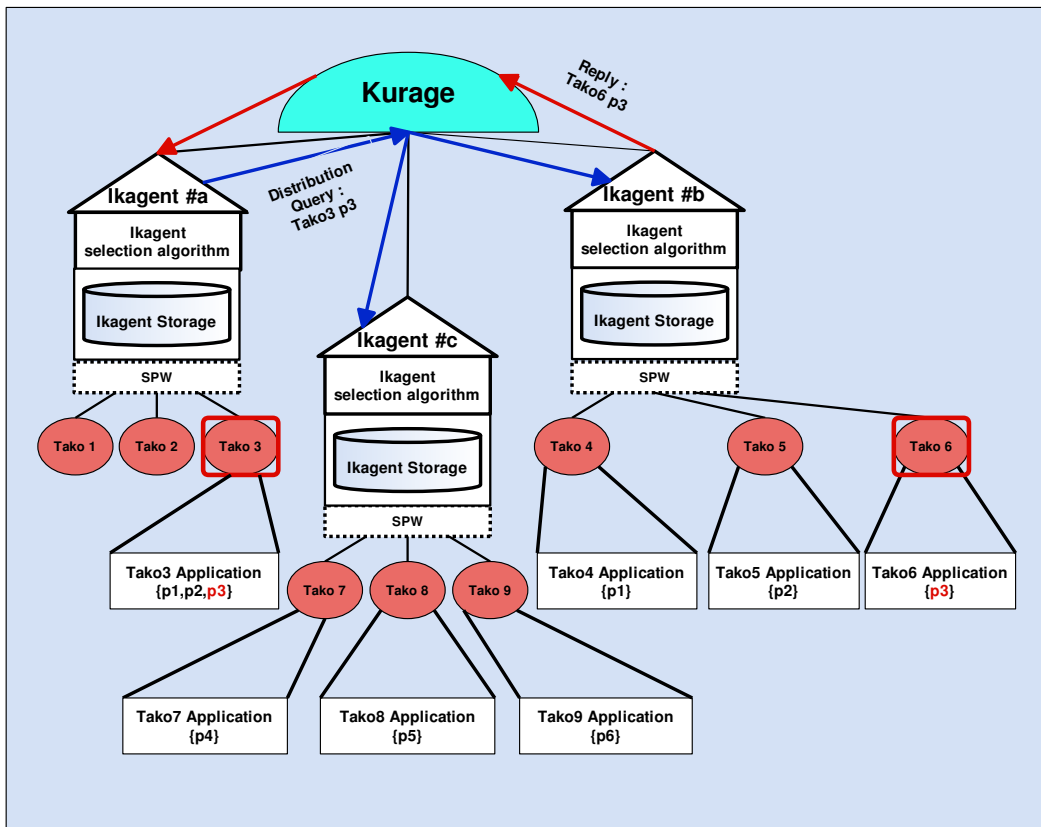 Kurage
Reply :
Tako6 p3
Distribution
Query :
Tako3 p3
Ikagent #a
Ikagent
selection algorithm
Ikagent Storage
SPW
Ikagent #b
Ikagent
selection algorithm
Ikagent Storage
SPW
Ikagent #c
Ikagent
selection algorithm
Ikagent Storage
SPW
Tako 1
Tako 2
Tako 3
Tako 4
Tako 5
Tako 6
Tako3 Application
{p1,p2,p3}
Tako 7
Tako 8
Tako 9
Tako4 Application
{p1}
Tako5 Application
{p2}
Tako6 Application
{p3}
Tako7 Application
{p4}
Tako8 Application
{p5}
Tako9 Application
{p6}